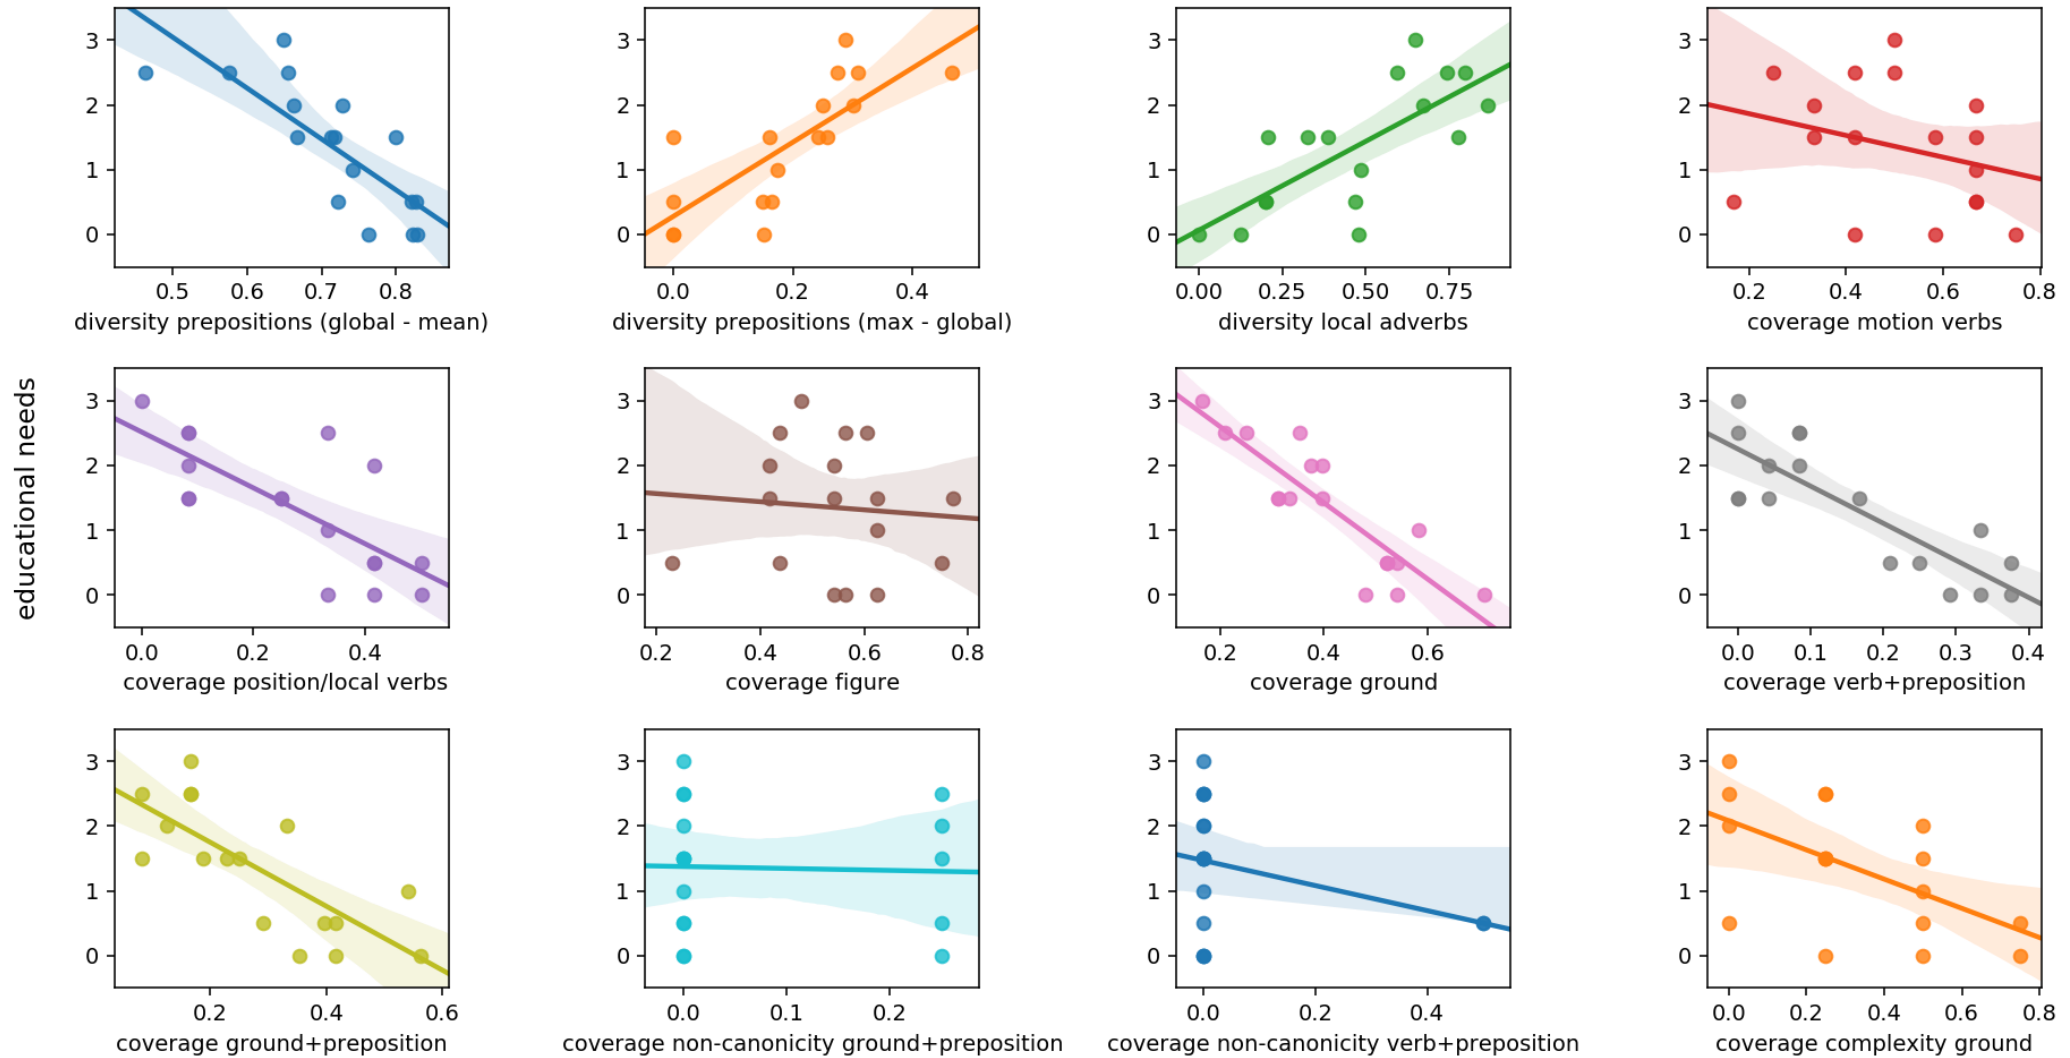 educational needs
3
2
1
0
0.5 0.6 0.7 0.8
diversity prepositions (global - mean)
3
2
1
0
0.0 0.2 0.4
diversity prepositions (max - global)
3
2
1
0
0.00 0.25 0.50 0.75
diversity local adverbs
3
2
1
0
0.2 0.4 0.6 0.8
coverage motion verbs
3
2
1
0
0.0 0.2 0.4
coverage position/local verbs
3
2
1
0
0.2 0.4 0.6 0.8
coverage figure
3
2
1
0
0.2 0.4 0.6
coverage ground
3
2
1
0
0.0 0.1 0.2 0.3 0.4
coverage verb+preposition
3
2
1
0
0.2 0.4 0.6
coverage ground+preposition
3
2
1
0
0.0 0.1 0.2
coverage non-canonicity ground+preposition
3
2
1
0
0.0 0.2 0.4
coverage non-canonicity verb+preposition
3
2
1
0
0.0 0.2 0.4 0.6 0.8
coverage complexity ground